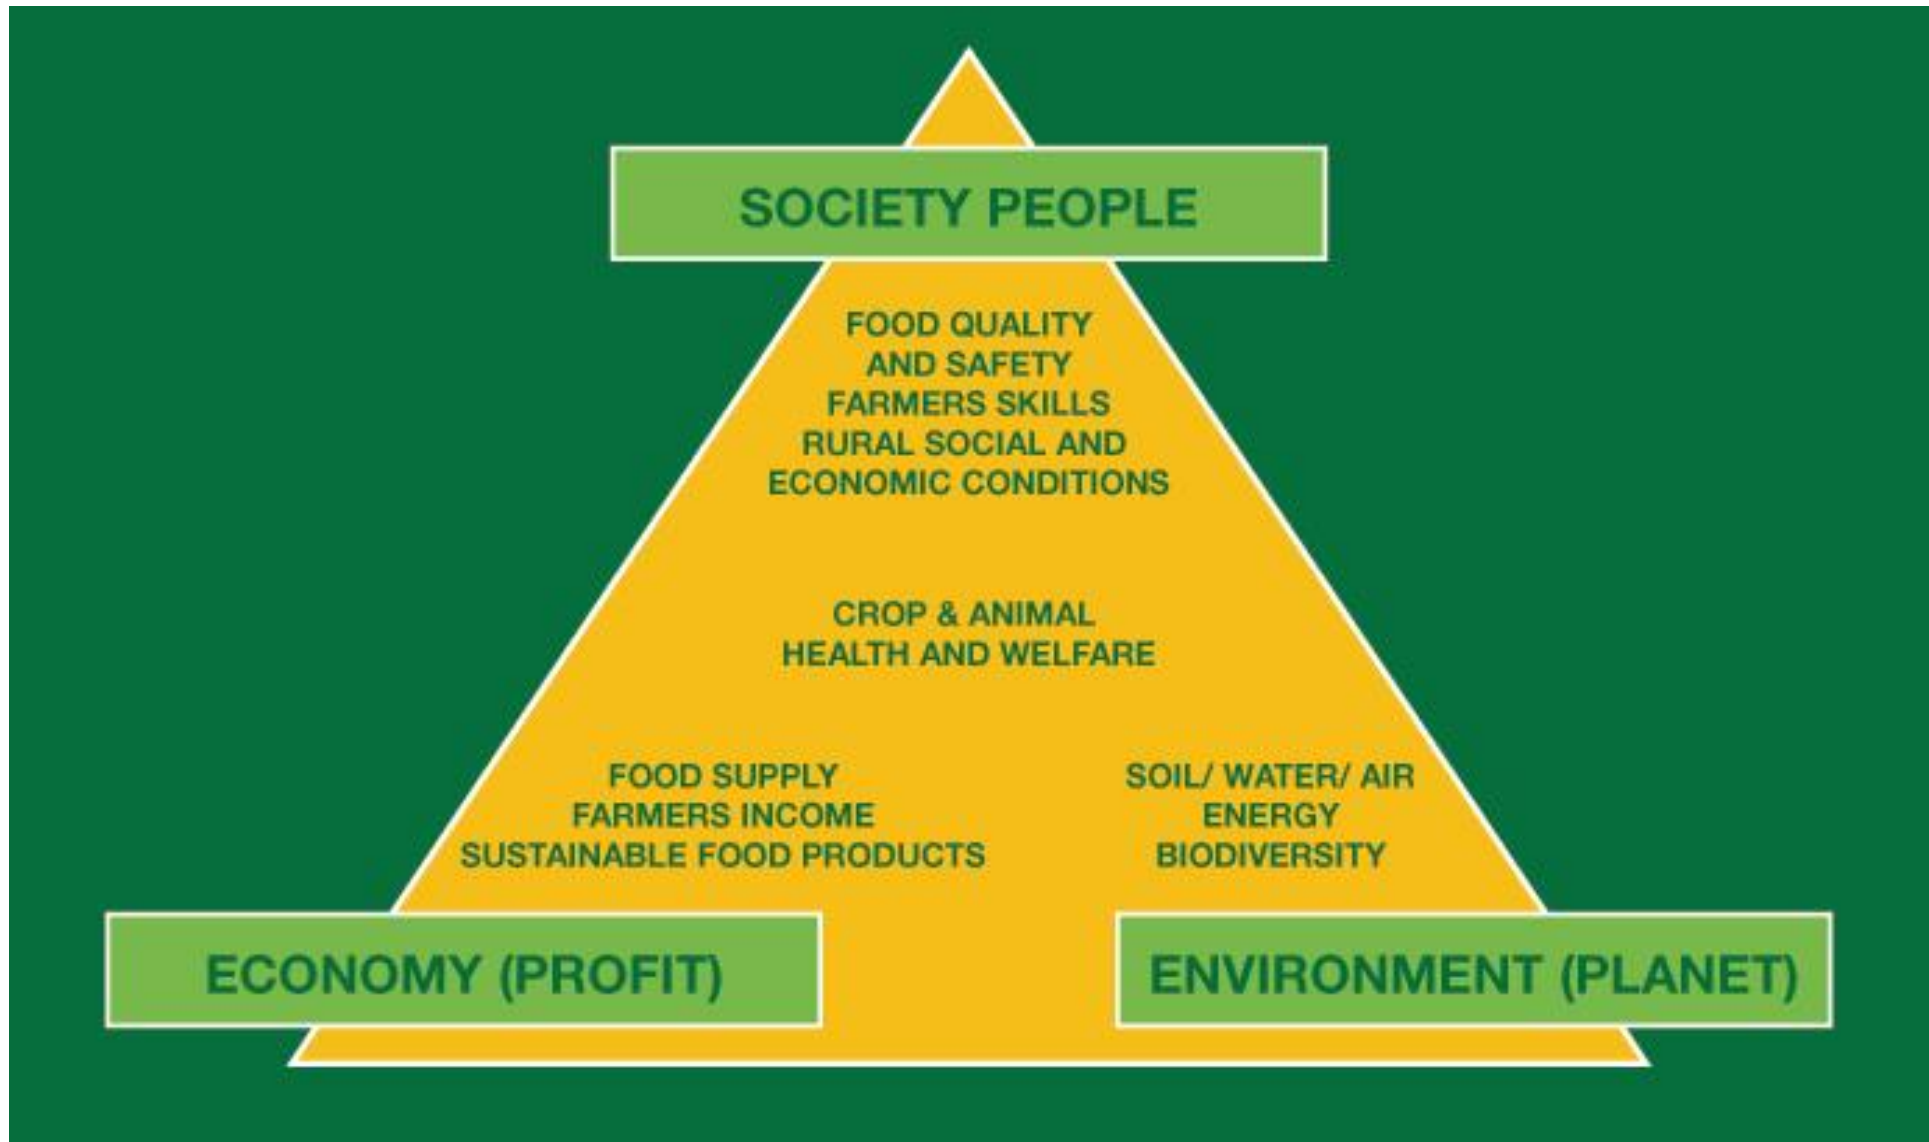 SOCIETY PEOPLE
FOOD QUALITY
AND SAFETY
FARMERS SKILLS
RURAL SOCIAL AND
ECONOMIC CONDITIONS
CROP & ANIMAL
HEALTH AND WELFARE
FOOD SUPPLY
FARMERS INCOME
SUSTAINABLE FOOD PRODUCTS
SOIL/ WATER/ AIR
ENERGY
BIODIVERSITY
ECONOMY (PROFIT)
ENVIRONMENT (PLANET)